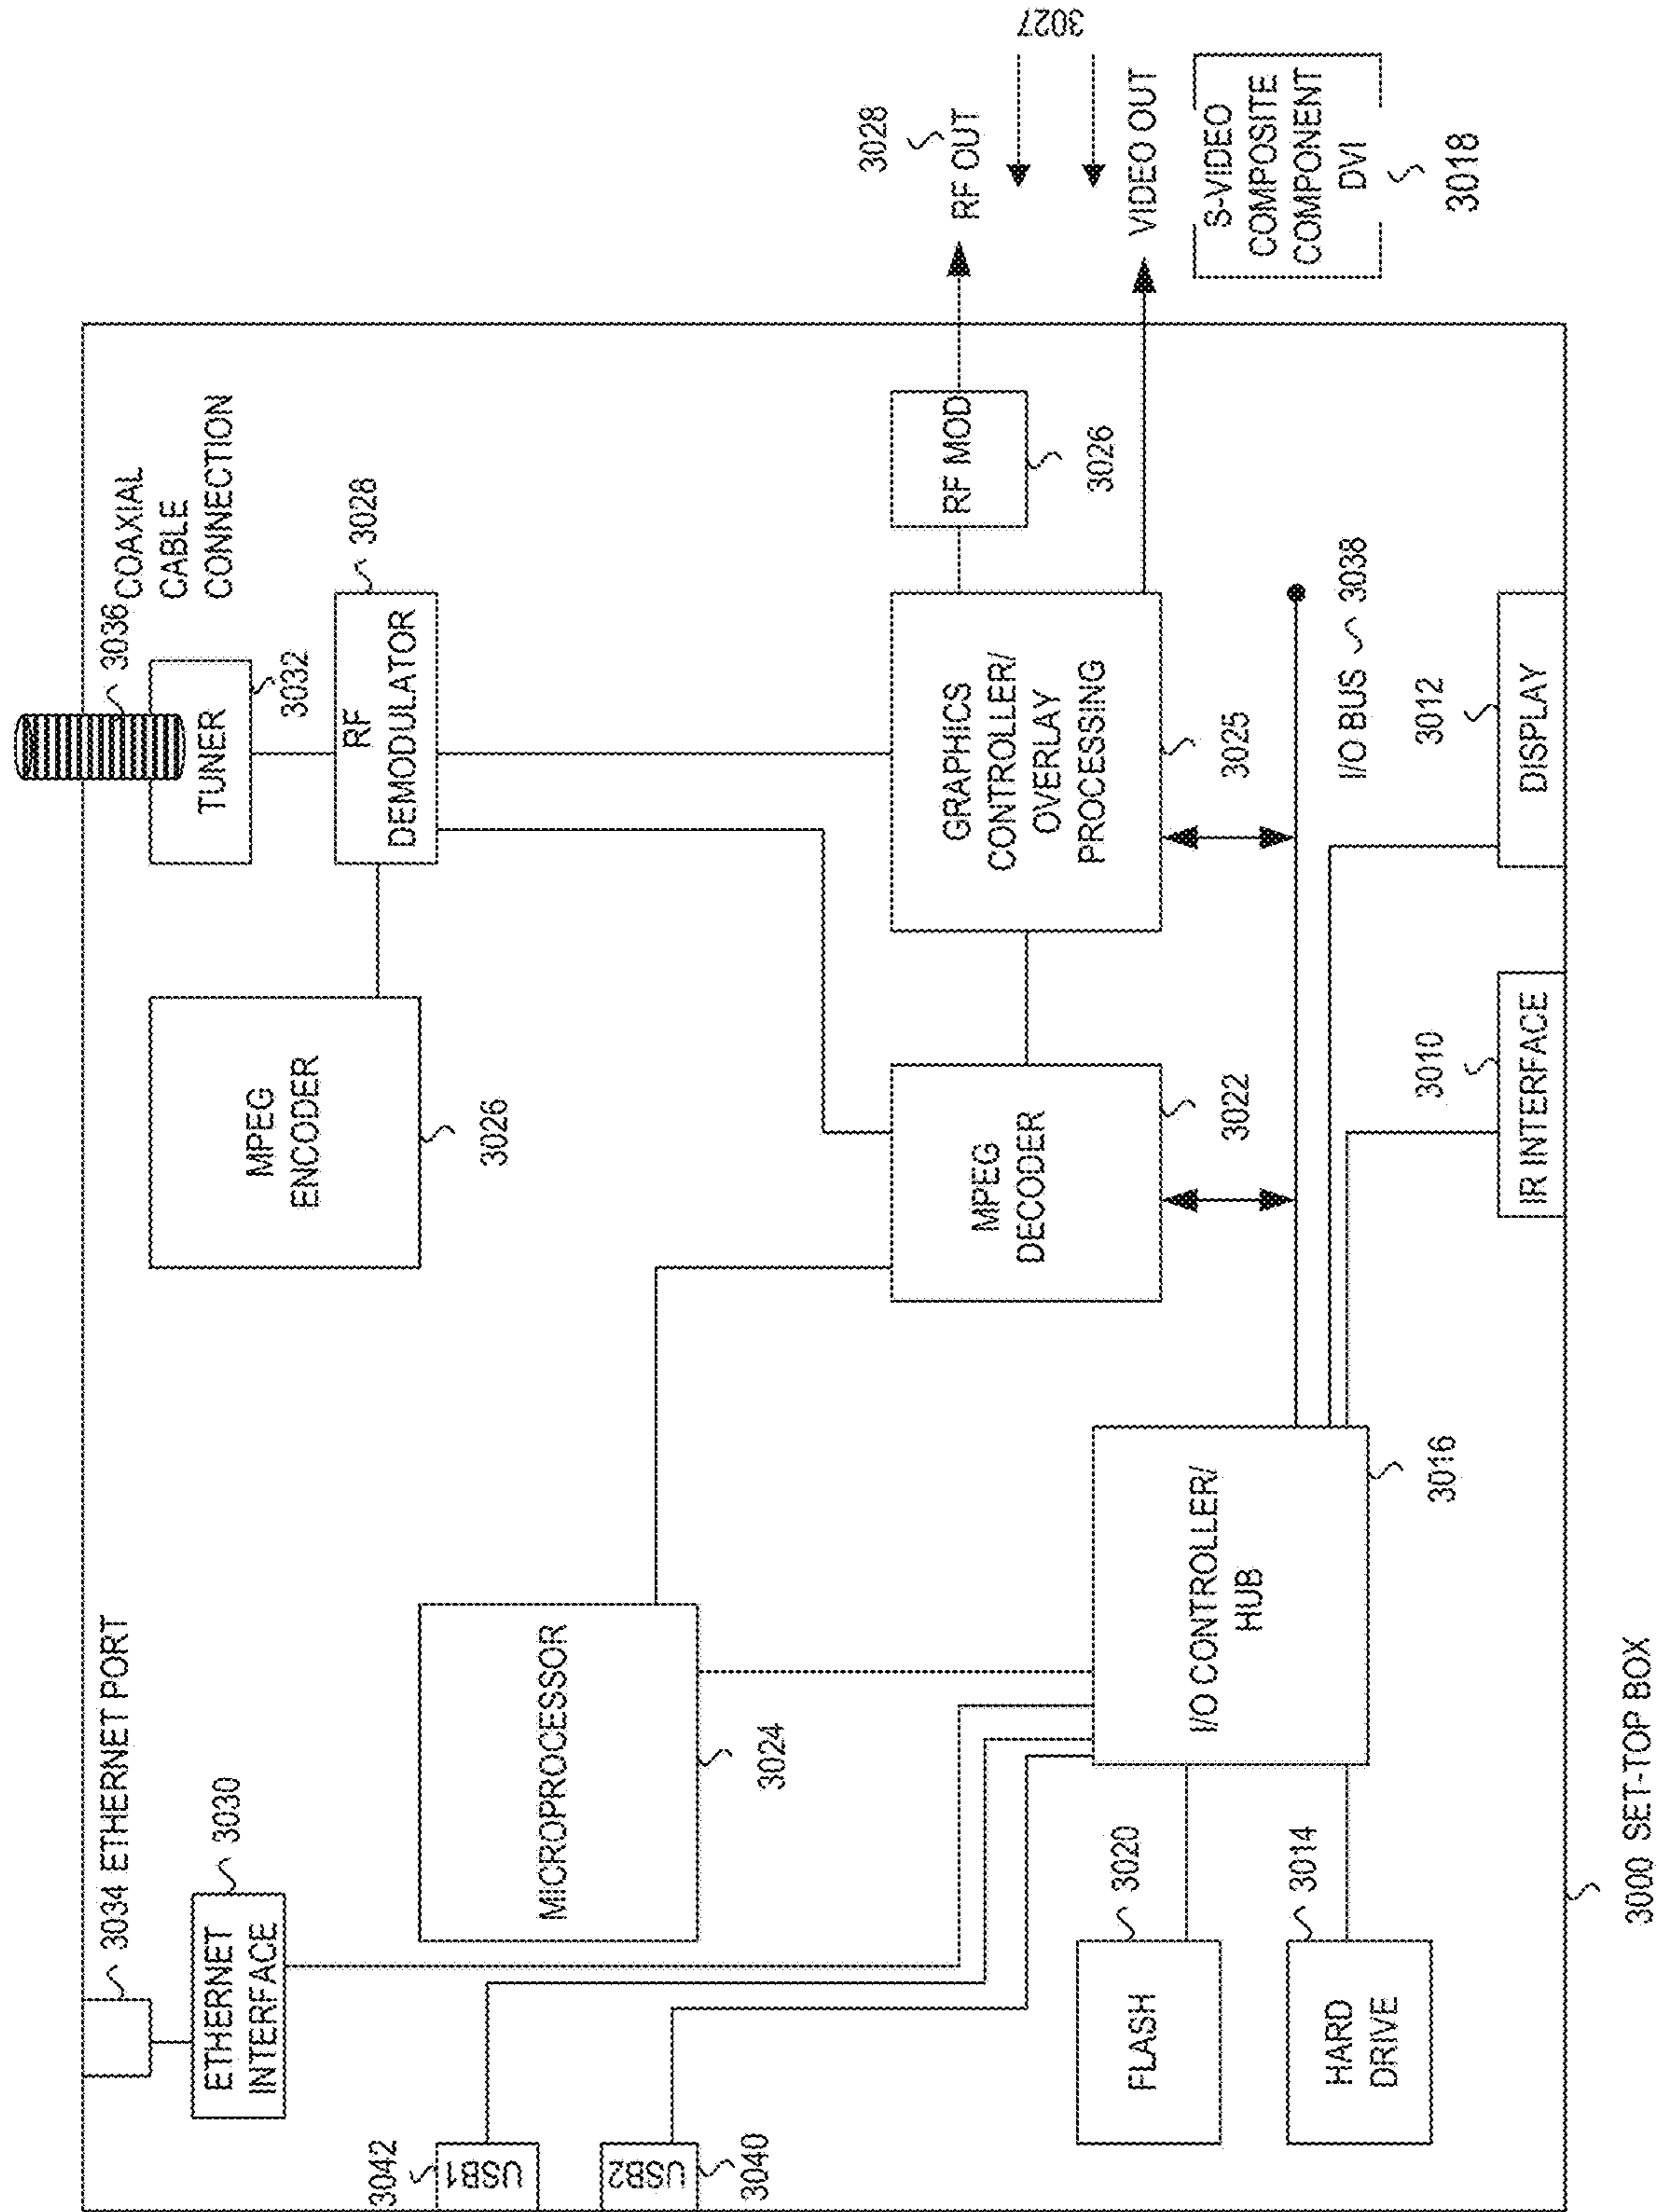 3034 ETHERNET PORT
3036 COAXIAL
CABLE
CONNECTION
ETHERNET
INTERFACE
3030
MPEG
ENCODER
3026
TUNER
3032
RF
DEMODULATOR
3028
3042
USB1
USB2
3040
MICROPROCESSOR
3024
MPEG
DECODER
3022
GRAPHICS
CONTROLLER/
OVERLAY
PROCESSING
3025
RF MOD
3026
3028
RF OUT
3027
VIDEO OUT
S-VIDEO
COMPOSITE
COMPONENT
DVI
3018
FLASH
3020
HARD
DRIVE
3014
I/O CONTROLLER/
HUB
3016
I/O BUS 3038
3010
IR INTERFACE
3012
DISPLAY
3000 SET-TOP BOX